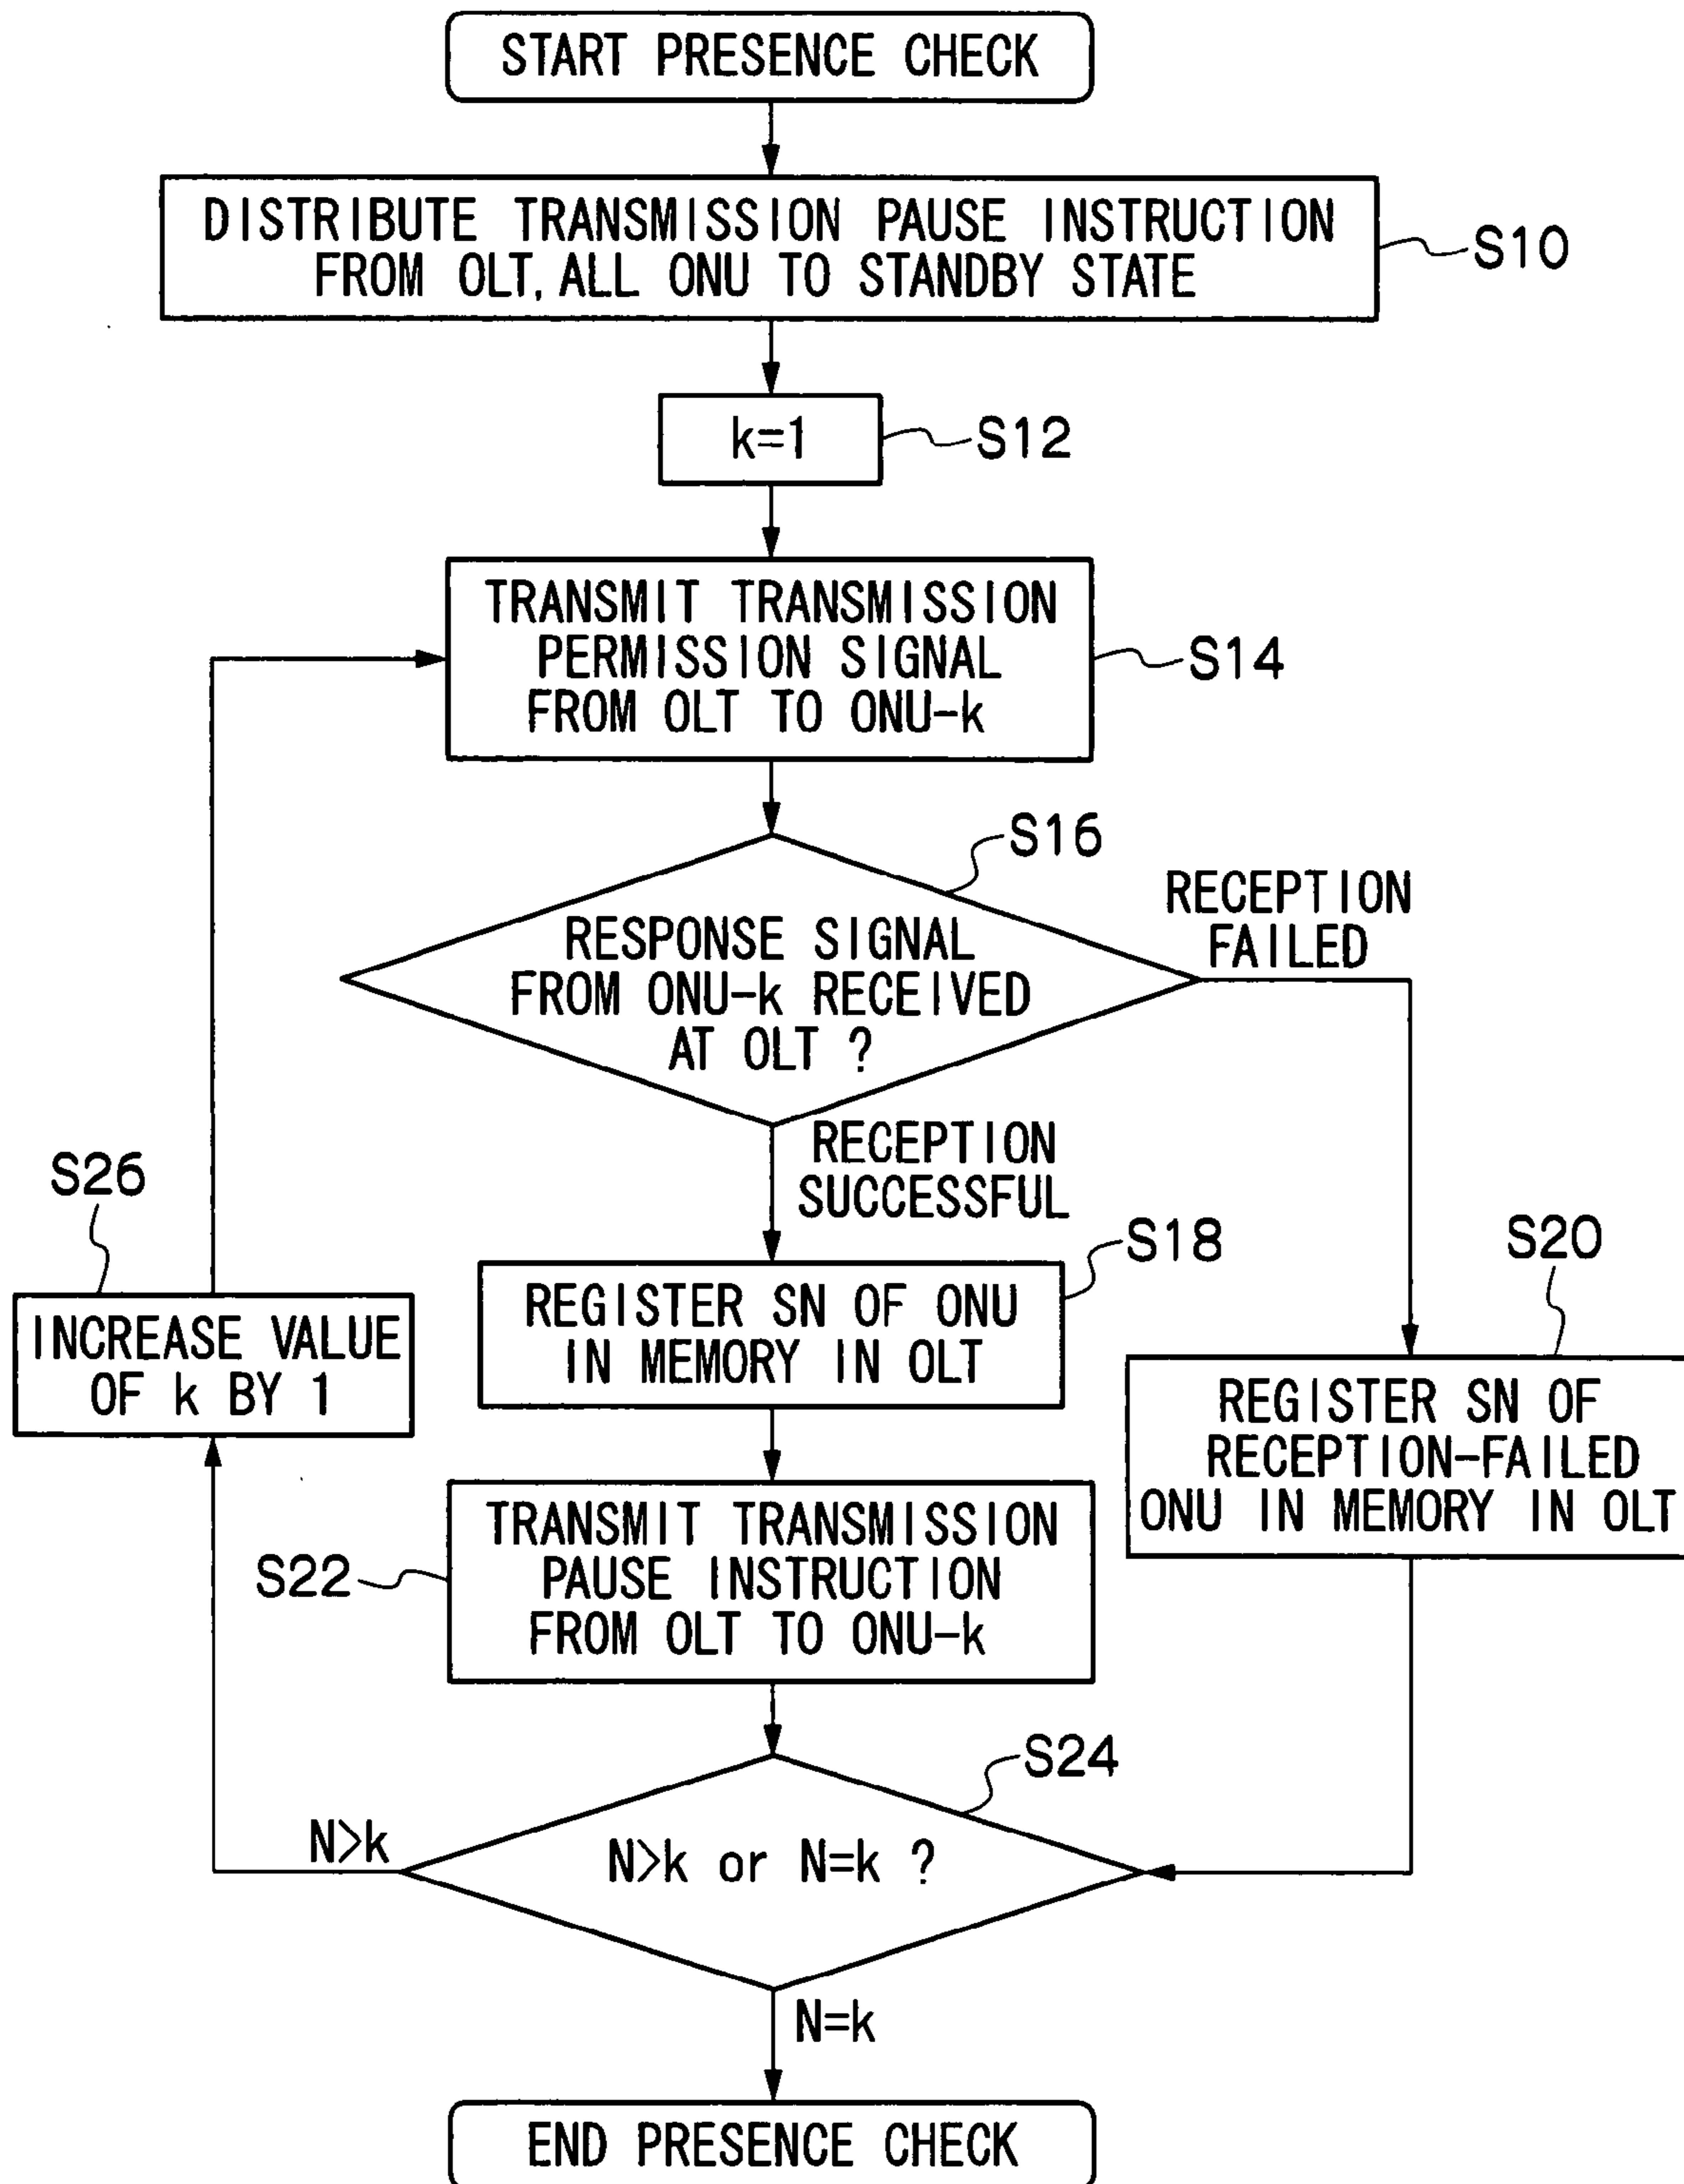 START PRESENCE CHECK
DISTRIBUTE TRANSMISSION PAUSE INSTRUCTION
FROM OLT, ALL ONU TO STANDBY STATE
S10
k=1
S12
TRANSMIT TRANSMISSION
PERMISSION SIGNAL
FROM OLT TO ONU-k
S14
S16
RESPONSE SIGNAL
FROM ONU-k RECEIVED
AT OLT ?
RECEPTION
FAILED
RECEPTION
SUCCESSFUL
S26
INCREASE VALUE
OF k BY 1
S18
REGISTER SN OF ONU
IN MEMORY IN OLT
S20
REGISTER SN OF
RECEPTION-FAILED
ONU IN MEMORY IN OLT
S22
TRANSMIT TRANSMISSION
PAUSE INSTRUCTION
FROM OLT TO ONU-k
S24
N>k
N>k or N=k ?
N=k
END PRESENCE CHECK